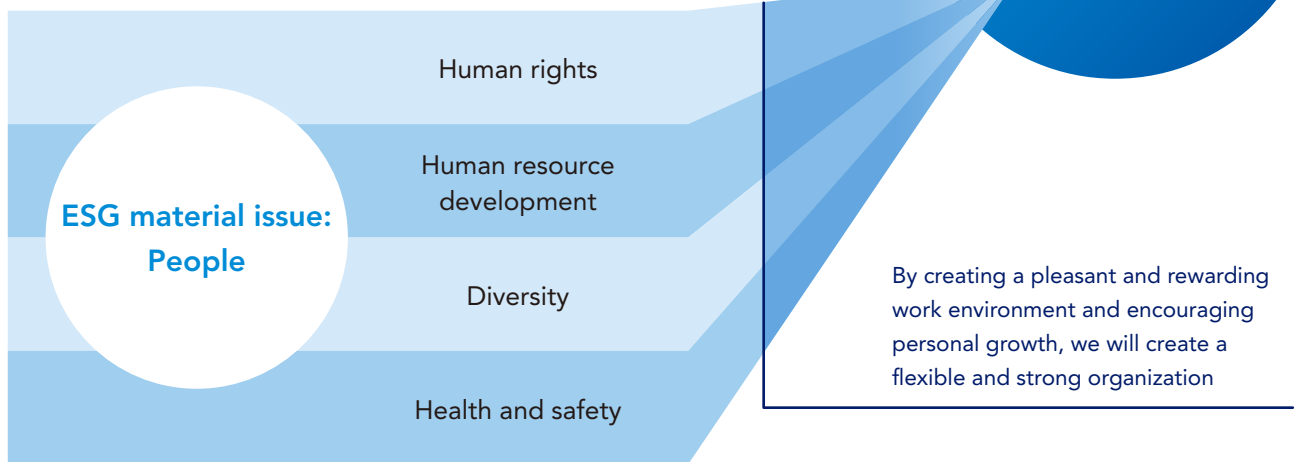 ESG material issue:
People
Human rights
Human resource
development
Diversity
Health and safety
By creating a pleasant and rewarding
work environment and encouraging
personal growth, we will create a
flexible and strong organization